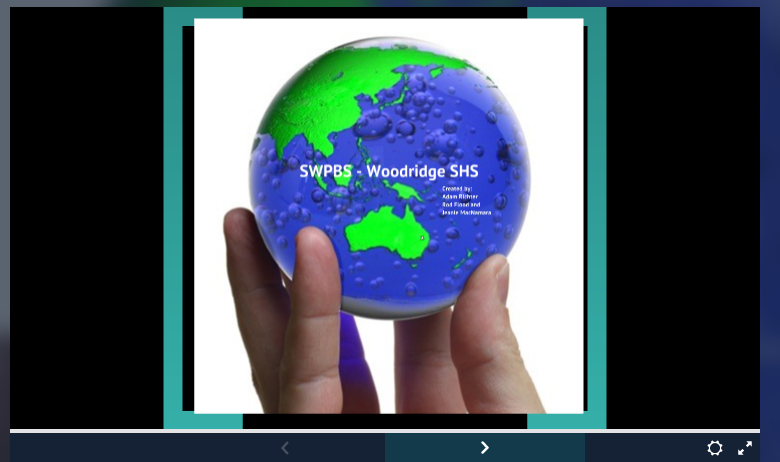 SWPBS - Woodridge SHS
Created by:
Adam Richter
Rod Flood and
Jeanie MacNamara